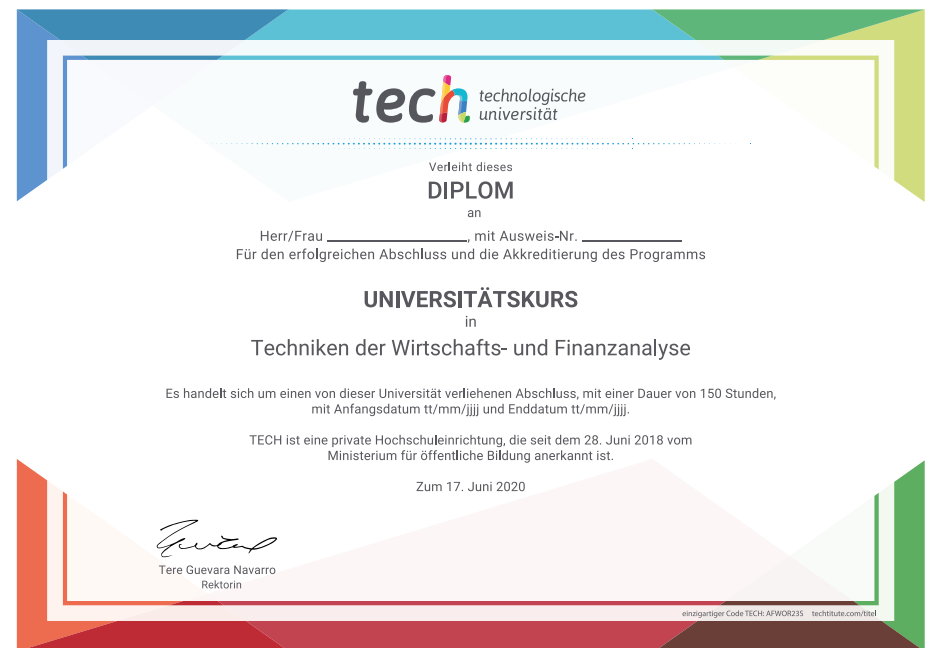 tech technologische
universität
Verleiht dieses
DIPLOM
an
Herr/Frau ____________________, mit Ausweis-Nr. ______________
Für den erfolgreichen Abschluss und die Akkreditierung des Programms
UNIVERSITÄTSKURS
in
Techniken der Wirtschafts- und Finanzanalyse
Es handelt sich um einen von dieser Universität verliehenen Abschluss, mit einer Dauer von 150 Stunden,
mit Anfangsdatum tt/mm/jjjj und Enddatum tt/mm/jjjj.
TECH ist eine private Hochschuleinrichtung, die seit dem 28. Juni 2018 vom
Ministerium für öffentliche Bildung anerkannt ist.
Zum 17. Juni 2020
Tere Guevara Navarro
Rektorin
einzigartiger Code TECH: AFWOR23S techtitute.com/titel